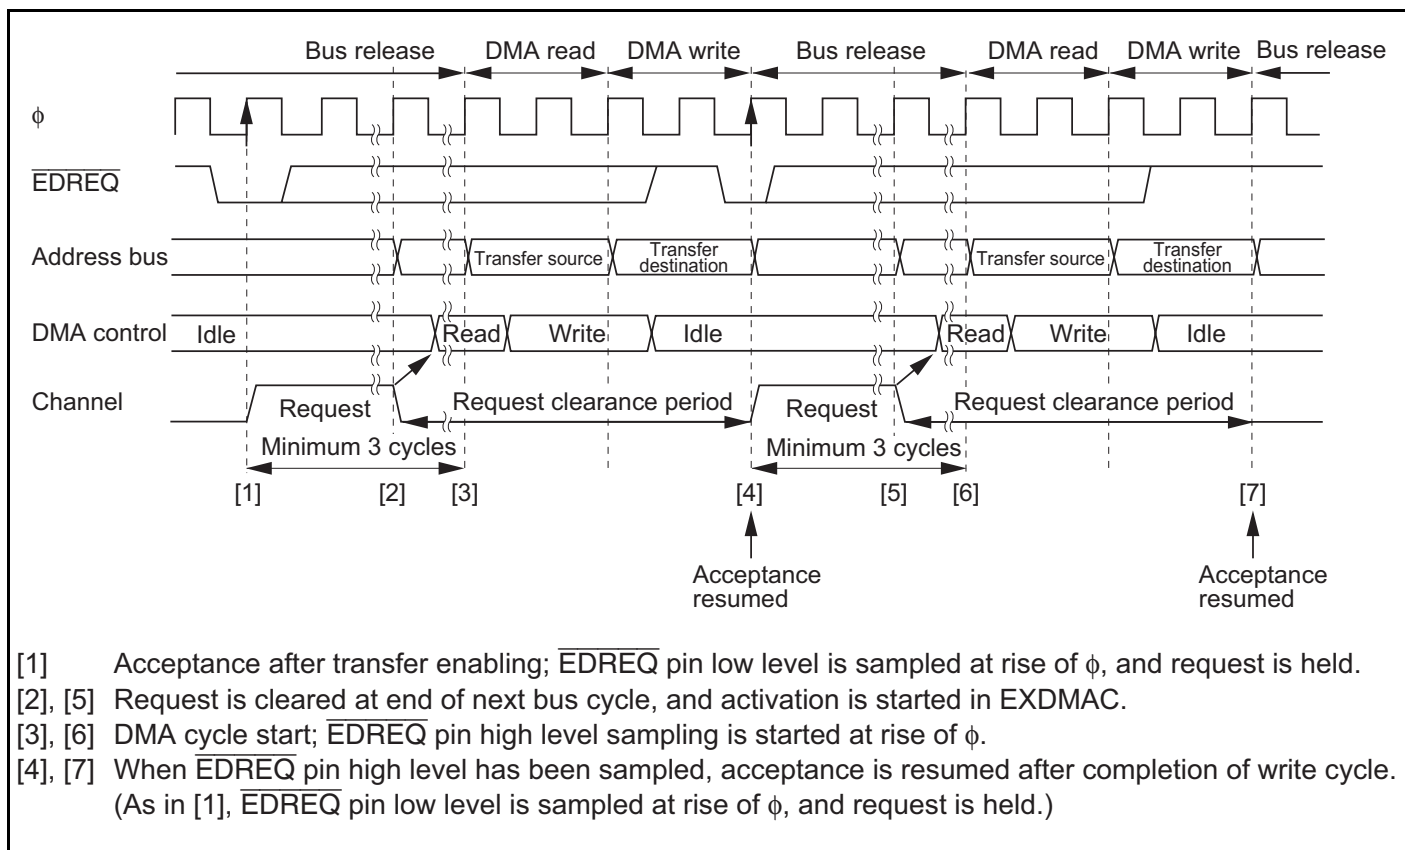 Bus release DMA read DMA write Bus release DMA read DMA write Bus release
ϕ
EDREQ
Address bus Transfer source Transfer destination Transfer source Transfer destination
DMA control Idle Read Write Idle Read Write Idle
Channel Request Request clearance period Request Request clearance period
Minimum 3 cycles Minimum 3 cycles
[1] [2] [3] [4] [5] [6] [7]
Acceptance resumed Acceptance resumed
[1] Acceptance after transfer enabling; EDREQ pin low level is sampled at rise of ϕ, and request is held.
[2], [5] Request is cleared at end of next bus cycle, and activation is started in EXDMAC.
[3], [6] DMA cycle start; EDREQ pin high level sampling is started at rise of ϕ.
[4], [7] When EDREQ pin high level has been sampled, acceptance is resumed after completion of write cycle.
(As in [1], EDREQ pin low level is sampled at rise of ϕ, and request is held.)